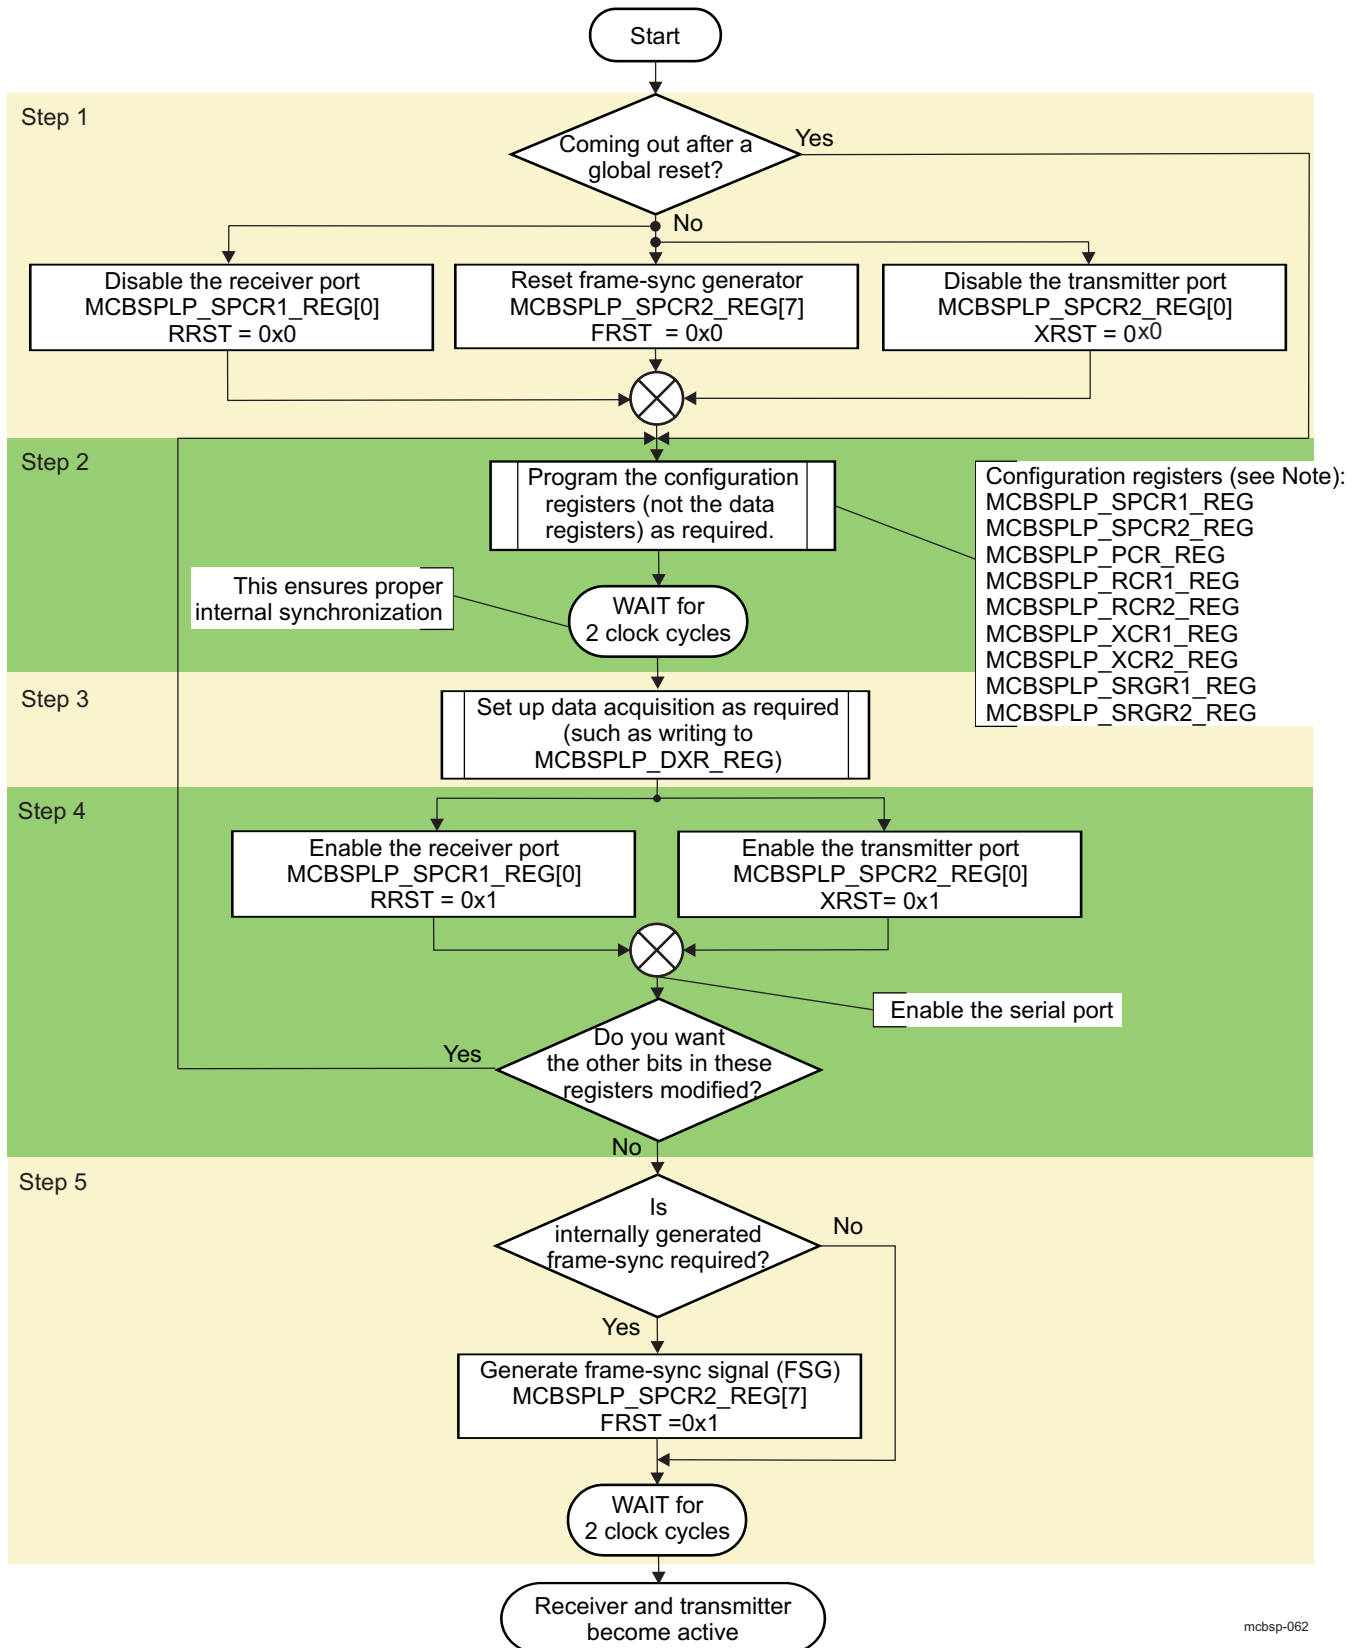 Start
Step 1
Coming out after a
global reset?
Yes
No
Disable the receiver port
MCBSPLP_SPCR1_REG[0]
RRST = 0x0
Reset frame-sync generator
MCBSPLP_SPCR2_REG[7]
FRST = 0x0
Disable the transmitter port
MCBSPLP_SPCR2_REG[0]
XRST = 0x0
Step 2
Program the configuration
registers (not the data
registers) as required.
Configuration registers (see Note):
MCBSPLP_SPCR1_REG
MCBSPLP_SPCR2_REG
MCBSPLP_PCR_REG
MCBSPLP_RCR1_REG
MCBSPLP_RCR2_REG
MCBSPLP_XCR1_REG
MCBSPLP_XCR2_REG
MCBSPLP_SRGR1_REG
MCBSPLP_SRGR2_REG
This ensures proper
internal synchronization
WAIT for
2 clock cycles
Step 3
Set up data acquisition as required
(such as writing to
MCBSPLP_DXR_REG)
Step 4
Enable the receiver port
MCBSPLP_SPCR1_REG[0]
RRST = 0x1
Enable the transmitter port
MCBSPLP_SPCR2_REG[0]
XRST= 0x1
Enable the serial port
Do you want
the other bits in these
registers modified?
Yes
No
Step 5
Is
internally generated
frame-sync required?
No
Yes
Generate frame-sync signal (FSG)
MCBSPLP_SPCR2_REG[7]
FRST =0x1
WAIT for
2 clock cycles
Receiver and transmitter
become active
mcbsp-062